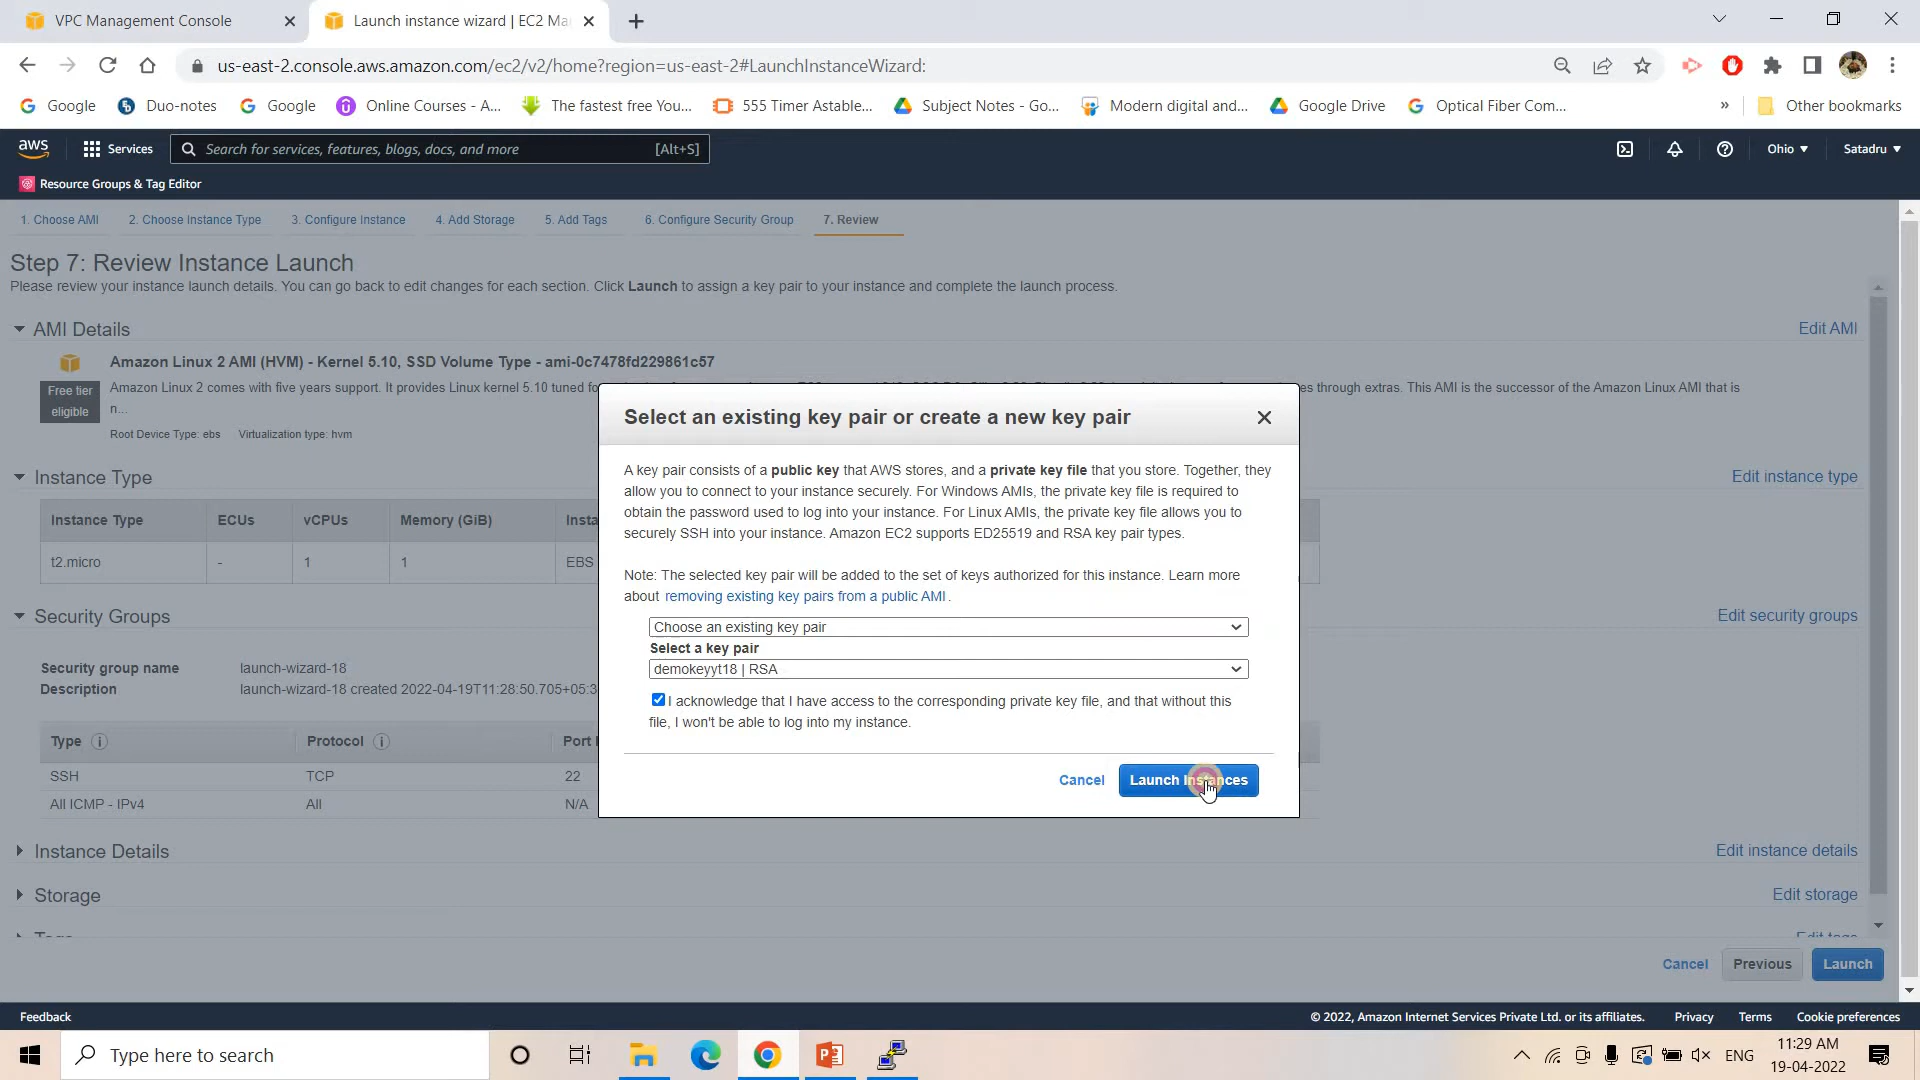 VPC Management Console
Launch instance wizard | EC2 Ma
us-east-2.console.aws.amazon.com/ec2/v2/home?region=us-east-2#LaunchInstanceWizard:
Google
Duo-notes
Google
Online Courses - A...
The fastest free You...
555 Timer Astable...
Subject Notes - Go...
Modern digital and...
Google Drive
Optical Fiber Com...
»
Other bookmarks
aws
Services
Search for services, features, blogs, docs, and more
[Alt+S]
Ohio
Satadru
Resource Groups & Tag Editor
1. Choose AMI
2. Choose Instance Type
3. Configure Instance
4. Add Storage
5. Add Tags
6. Configure Security Group
7. Review
Step 7: Review Instance Launch
Please review your instance launch details. You can go back to edit changes for each section. Click Launch to assign a key pair to your instance and complete the launch process.
AMI Details
Edit AMI
Amazon Linux 2 AMI (HVM) - Kernel 5.10, SSD Volume Type - ami-0c7478fd229861c57
Free tier
eligible
Amazon Linux 2 comes with five years support. It provides Linux kernel 5.10 tuned for
es through extras. This AMI is the successor of the Amazon Linux AMI that is
n...
Root Device Type: ebs Virtualization type: hvm
Instance Type
Edit instance type
Instance Type
ECUs
vCPUs
Memory (GiB)
Insta
t2.micro
-
1
1
EBS
Security Groups
Edit security groups
Security group name
launch-wizard-18
Description
launch-wizard-18 created 2022-04-19T11:28:50.705+05:3
Type
Protocol
Port
SSH
TCP
22
All ICMP - IPv4
All
N/A
Instance Details
Edit instance details
Storage
Edit storage
Tags
Edit tags
Select an existing key pair or create a new key pair
A key pair consists of a public key that AWS stores, and a private key file that you store. Together, they
allow you to connect to your instance securely. For Windows AMIs, the private key file is required to
obtain the password used to log into your instance. For Linux AMIs, the private key file allows you to
securely SSH into your instance. Amazon EC2 supports ED25519 and RSA key pair types.
Note: The selected key pair will be added to the set of keys authorized for this instance. Learn more
about removing existing key pairs from a public AMI .
Choose an existing key pair
Select a key pair
demokeyyt18 | RSA
I acknowledge that I have access to the corresponding private key file, and that without this
file, I won't be able to log into my instance.
Cancel
Launch Instances
Cancel
Previous
Launch
Feedback
© 2022, Amazon Internet Services Private Ltd. or its affiliates.
Privacy
Terms
Cookie preferences
Type here to search
ENG
11:29 AM
19-04-2022